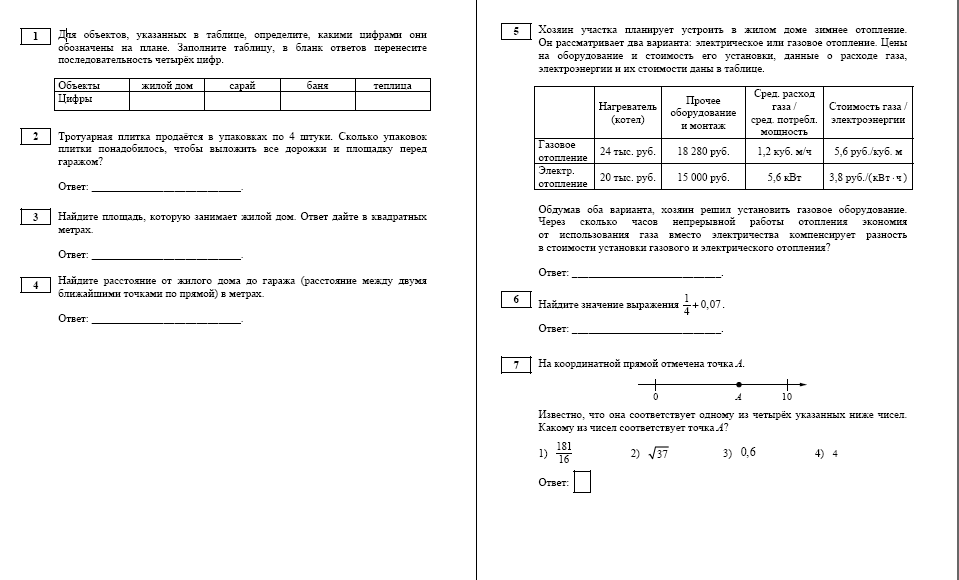 1
Для объектов, указанных в таблице, определите, какими цифрами они
обозначены на плане. Заполните таблицу, в бланк ответов перенесите
последовательность четырёх цифр.
Объекты жилой дом сарай баня теплица
Цифры
2
Тротуарная плитка продаётся в упаковках по 4 штуки. Сколько упаковок
плитки понадобилось, чтобы выложить все дорожки и площадку перед
гаражом?
Ответ: ___________________________.
3
Найдите площадь, которую занимает жилой дом. Ответ дайте в квадратных
метрах.
Ответ: ___________________________.
4
Найдите расстояние от жилого дома до гаража (расстояние между двумя
ближайшими точками по прямой) в метрах.
Ответ: ___________________________.
5
Хозяин участка планирует устроить в жилом доме зимнее отопление.
Он рассматривает два варианта: электрическое или газовое отопление. Цены
на оборудование и стоимость его установки, данные о расходе газа,
электроэнергии и их стоимости даны в таблице.
Нагреватель (котел) Прочее оборудование и монтаж Сред. расход газа / сред. потребл. мощность Стоимость газа / электроэнергии
Газовое отопление 24 тыс. руб. 18 280 руб. 1,2 куб. м/ч 5,6 руб./куб. м
Электр. отопление 20 тыс. руб. 15 000 руб. 5,6 кВт 3,8 руб./(кВт · ч)
Обдумав оба варианта, хозяин решил установить газовое оборудование.
Через сколько часов непрерывной работы отопления экономия
от использования газа вместо электричества компенсирует разность
в стоимости установки газового и электрического отопления?
Ответ: ___________________________.
6
Найдите значение выражения 1/4 + 0,07.
Ответ: ___________________________.
7
На координатной прямой отмечена точка A.
0 A 10
Известно, что она соответствует одному из четырёх указанных ниже чисел.
Какому из чисел соответствует точка A?
1) 181/16 2) √37 3) 0,6 4) 4
Ответ: